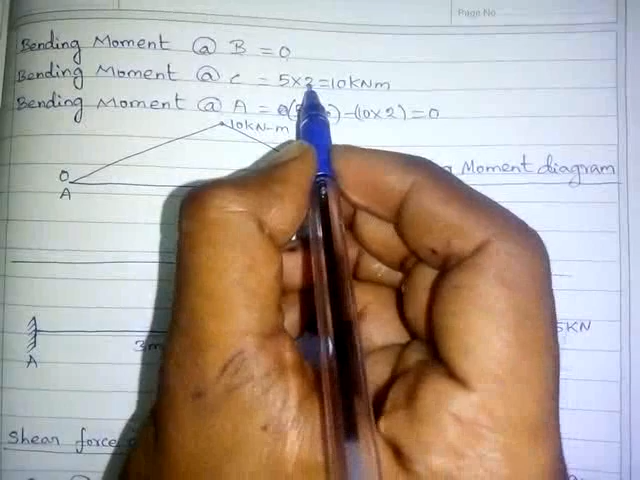 Page No
Bending Moment @ B = 0
Bending Moment @ C = 5×2=10kNm
Bending Moment @ A = -(10×2) = 0
10kN-m
Moment diagram
0
A
5KN
3m
A
Shear force